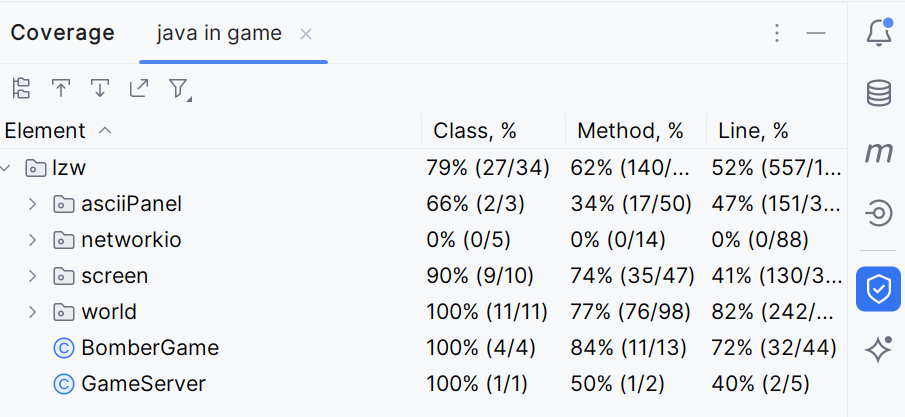 Coverage java in game
Element Class, % Method, % Line, %
lzw 79% (27/34) 62% (140/... 52% (557/1...
asciiPanel 66% (2/3) 34% (17/50) 47% (151/3...
networkio 0% (0/5) 0% (0/14) 0% (0/88)
screen 90% (9/10) 74% (35/47) 41% (130/3...
world 100% (11/11) 77% (76/98) 82% (242/...
C BomberGame 100% (4/4) 84% (11/13) 72% (32/44)
C GameServer 100% (1/1) 50% (1/2) 40% (2/5)
m